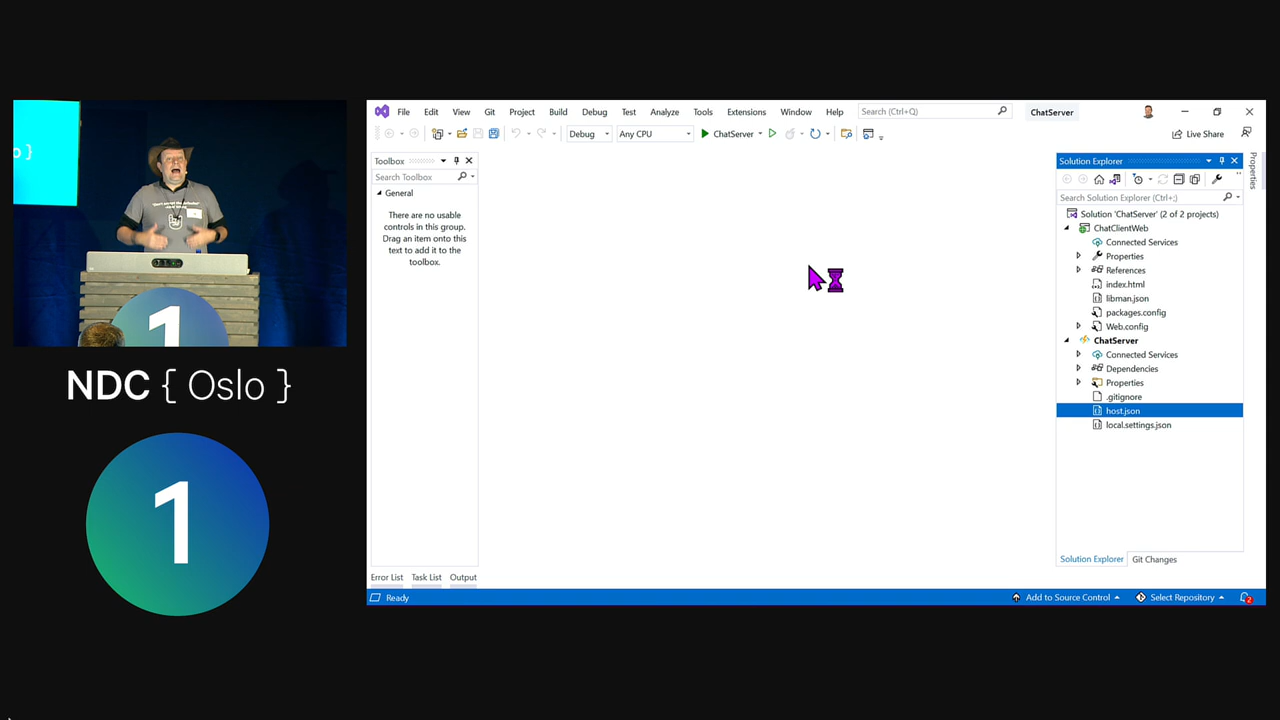 o }
1
NDC { Oslo }
1
File Edit View Git Project Build Debug Test Analyze Tools Extensions Window Help Search (Ctrl+Q) ChatServer
Debug Any CPU ChatServer Live Share
Toolbox
Search Toolbox
General
There are no usable
controls in this group.
Drag an item onto this
text to add it to the
toolbox.
Error List Task List Output
Ready Add to Source Control Select Repository 2
Solution Explorer
Search Solution Explorer (Ctrl+;)
Solution 'ChatServer' (2 of 2 projects)
ChatClientWeb
Connected Services
Properties
References
index.html
libman.json
packages.config
Web.config
ChatServer
Connected Services
Dependencies
Properties
.gitignore
host.json
local.settings.json
Solution Explorer Git Changes
Properties